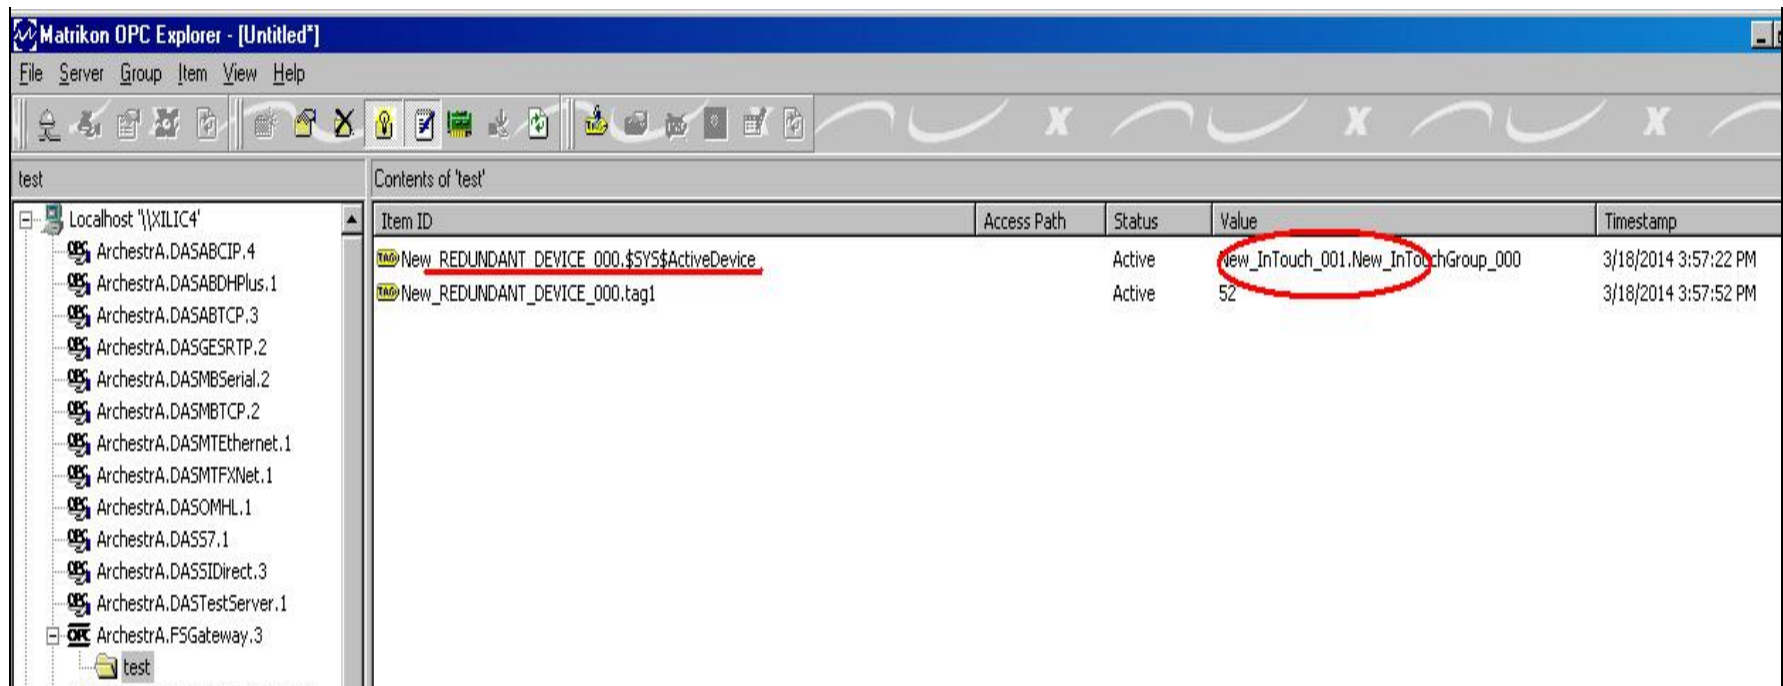 Matrikon OPC Explorer - [Untitled*]
File Server Group Item View Help
test Contents of 'test'
Localhost '\\XILIC4' Item ID Access Path Status Value Timestamp
ArchestrA.DASABCIP.4 New_REDUNDANT_DEVICE_000.$SYS$ActiveDevice Active New_InTouch_001.New_InTouchGroup_000 3/18/2014 3:57:22 PM
ArchestrA.DASABDHPlus.1 New_REDUNDANT_DEVICE_000.tag1 Active 52 3/18/2014 3:57:52 PM
ArchestrA.DASABTCP.3
ArchestrA.DASGESRTP.2
ArchestrA.DASMBSerial.2
ArchestrA.DASMBTCP.2
ArchestrA.DASMTEthernet.1
ArchestrA.DASMTFXNet.1
ArchestrA.DASOMHL.1
ArchestrA.DASS7.1
ArchestrA.DASSIDirect.3
ArchestrA.DASTestServer.1
ArchestrA.FSGateway.3
test